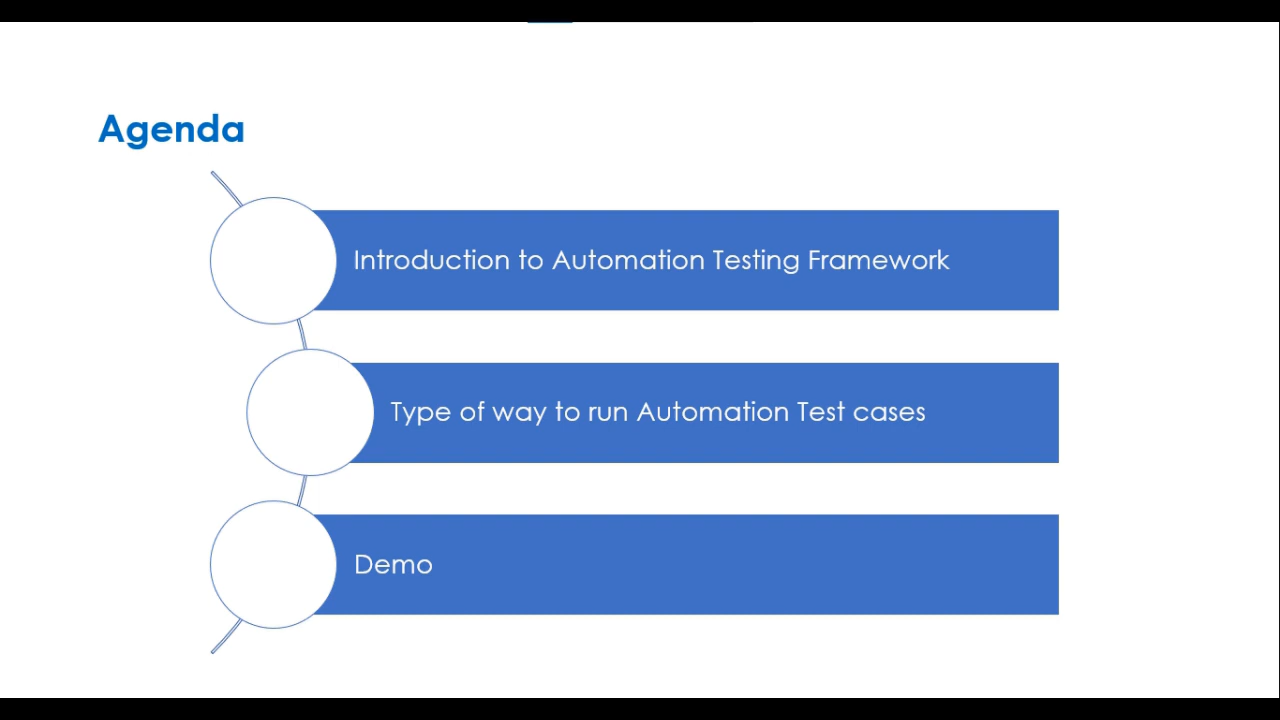 Agenda
Introduction to Automation Testing Framework
Type of way to run Automation Test cases
Demo